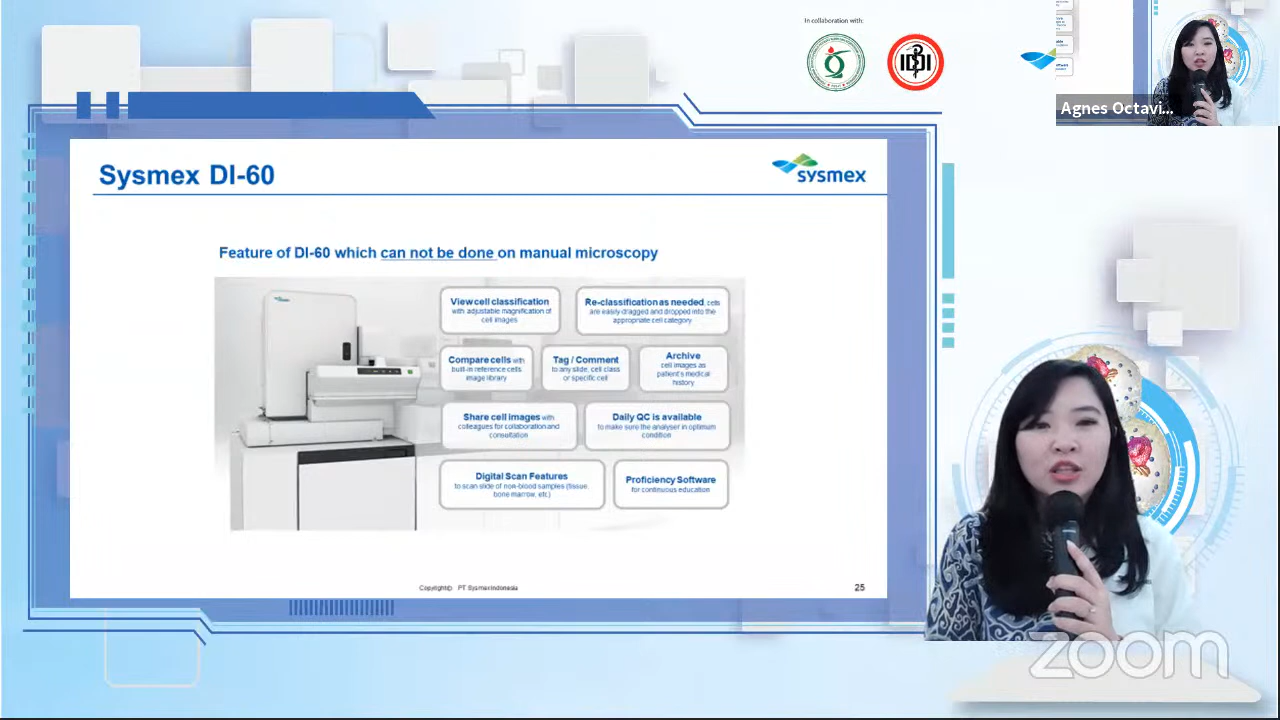 In collaboration with:
IDI
Agnes Octavi...
Sysmex DI-60
sysmex
Feature of DI-60 which can not be done on manual microscopy
View cell classification
with adjustable magnification of
cell images
Re-classification as needed, cells
are easily dragged and dropped into the
appropriate cell category
Compare cells with
built-in reference cells
image library
Tag / Comment
to any slide, cell class
or specific cell
Archive
cell images as
patient's medical
history
Share cell images with
colleagues for collaboration and
consultation
Daily QC is available
to make sure the analyser in optimum
condition
Digital Scan Features
to scan slide of non-blood samples (tissue,
bone marrow, etc)
Proficiency Software
for continuous education
Copyright© PT Sysmex Indonesia
25
zoom